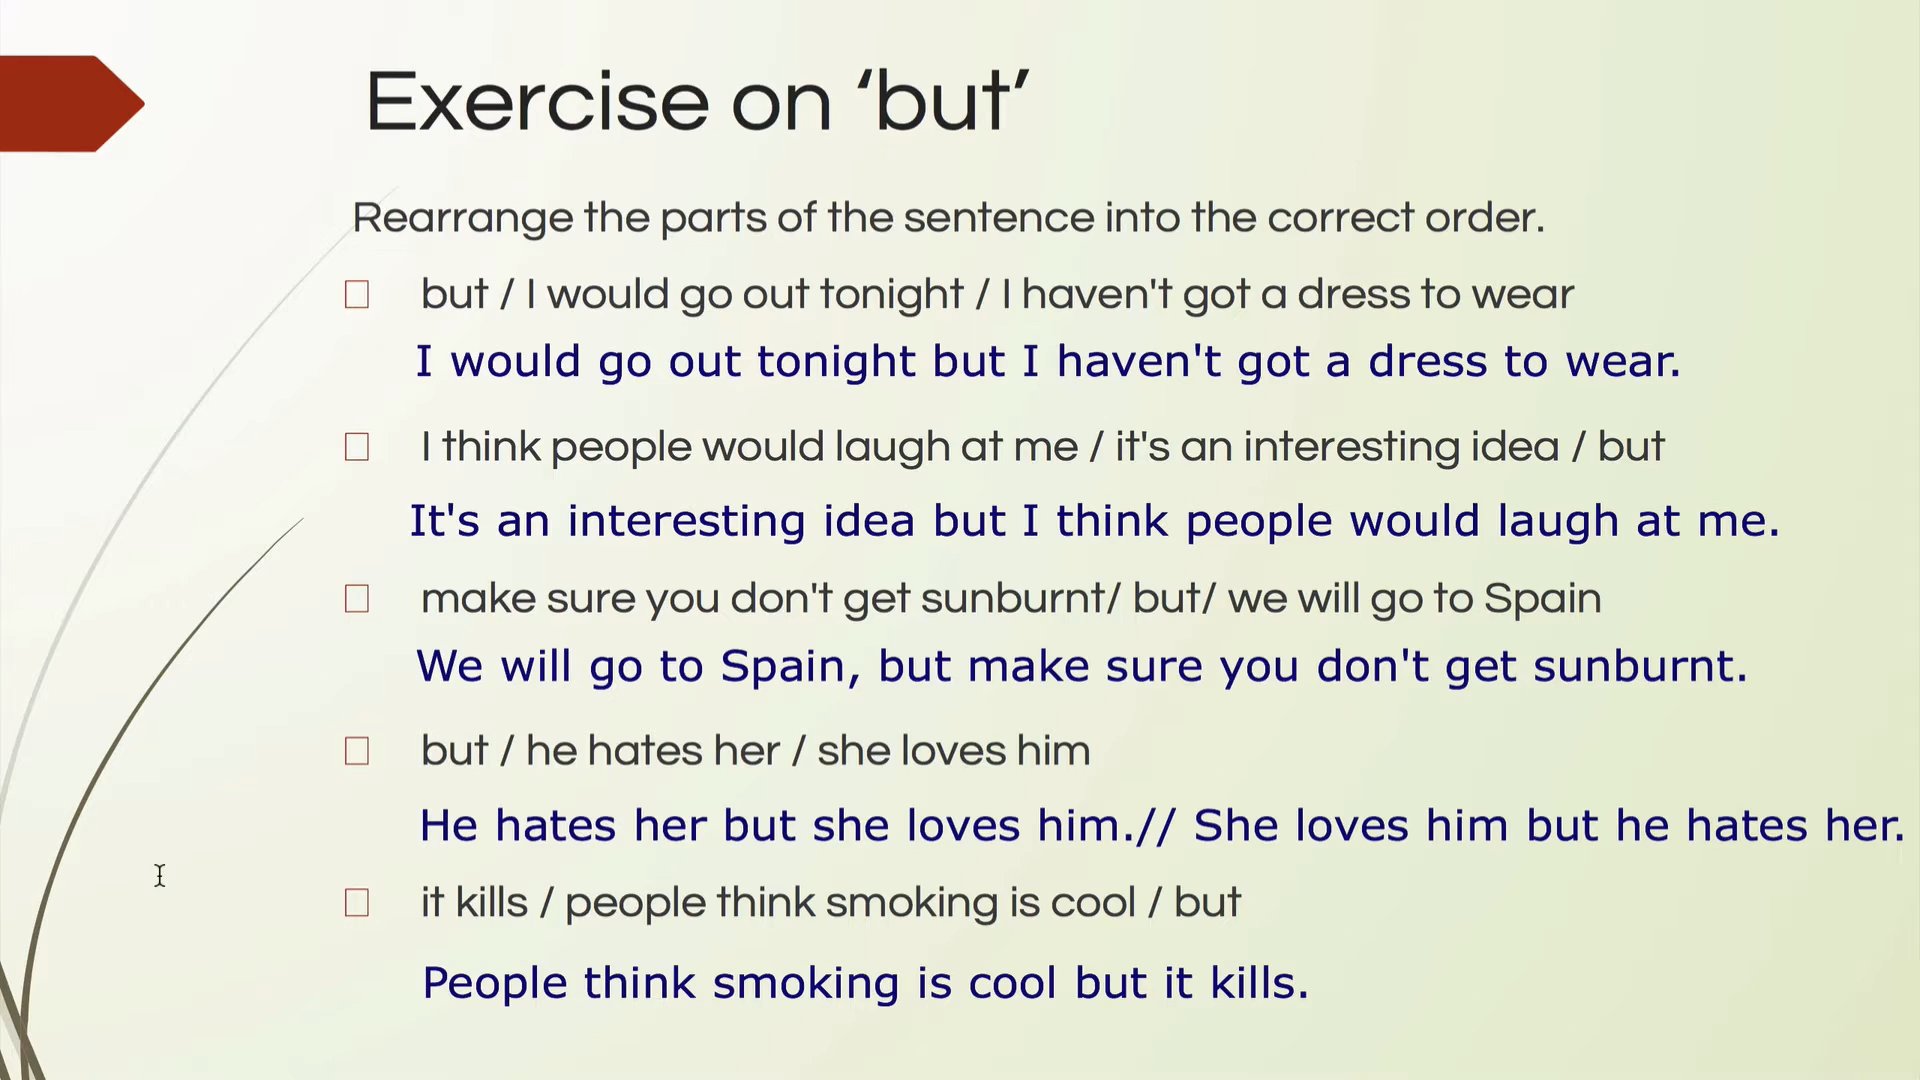 Exercise on ‘but’
Rearrange the parts of the sentence into the correct order.
but / I would go out tonight / I haven't got a dress to wear
I would go out tonight but I haven't got a dress to wear.
I think people would laugh at me / it's an interesting idea / but
It's an interesting idea but I think people would laugh at me.
make sure you don't get sunburnt/ but/ we will go to Spain
We will go to Spain, but make sure you don't get sunburnt.
but / he hates her / she loves him
He hates her but she loves him.// She loves him but he hates her.
it kills / people think smoking is cool / but
People think smoking is cool but it kills.